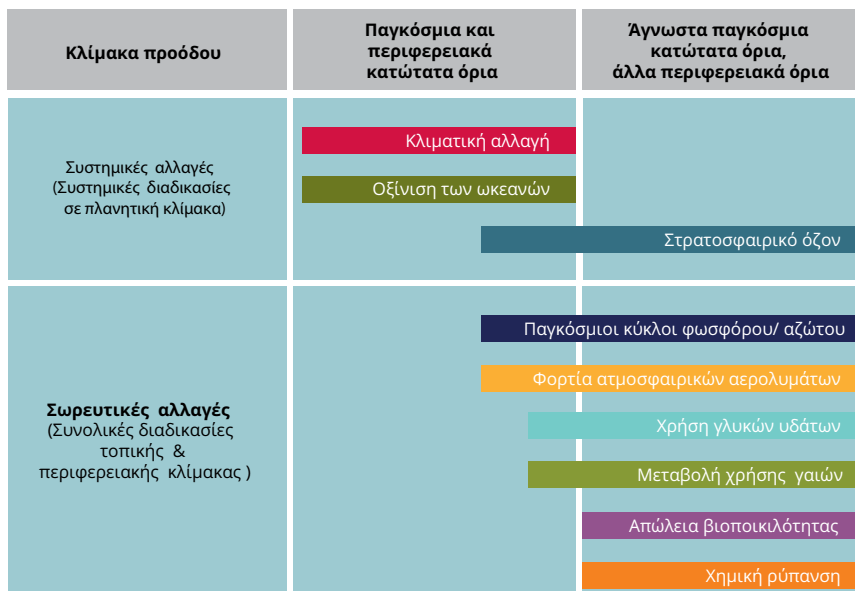 Κλίμακα προόδου
Παγκόσμια και
περιφερειακά
κατώτατα όρια
Άγνωστα παγκόσμια
κατώτατα όρια,
άλλα περιφερειακά όρια
Συστημικές αλλαγές
(Συστημικές διαδικασίες
σε πλανητική κλίμακα)
Κλιματική αλλαγή
Οξίνιση των ωκεανών
Στρατοσφαιρικό όζον
Σωρευτικές αλλαγές
(Συνολικές διαδικασίες
τοπικής &
περιφερειακής κλίμακας )
Παγκόσμιοι κύκλοι φωσφόρου/ αζώτου
Φορτία ατμοσφαιρικών αερολυμάτων
Χρήση γλυκών υδάτων
Μεταβολή χρήσης γαιών
Απώλεια βιοποικιλότητας
Χημική ρύπανση